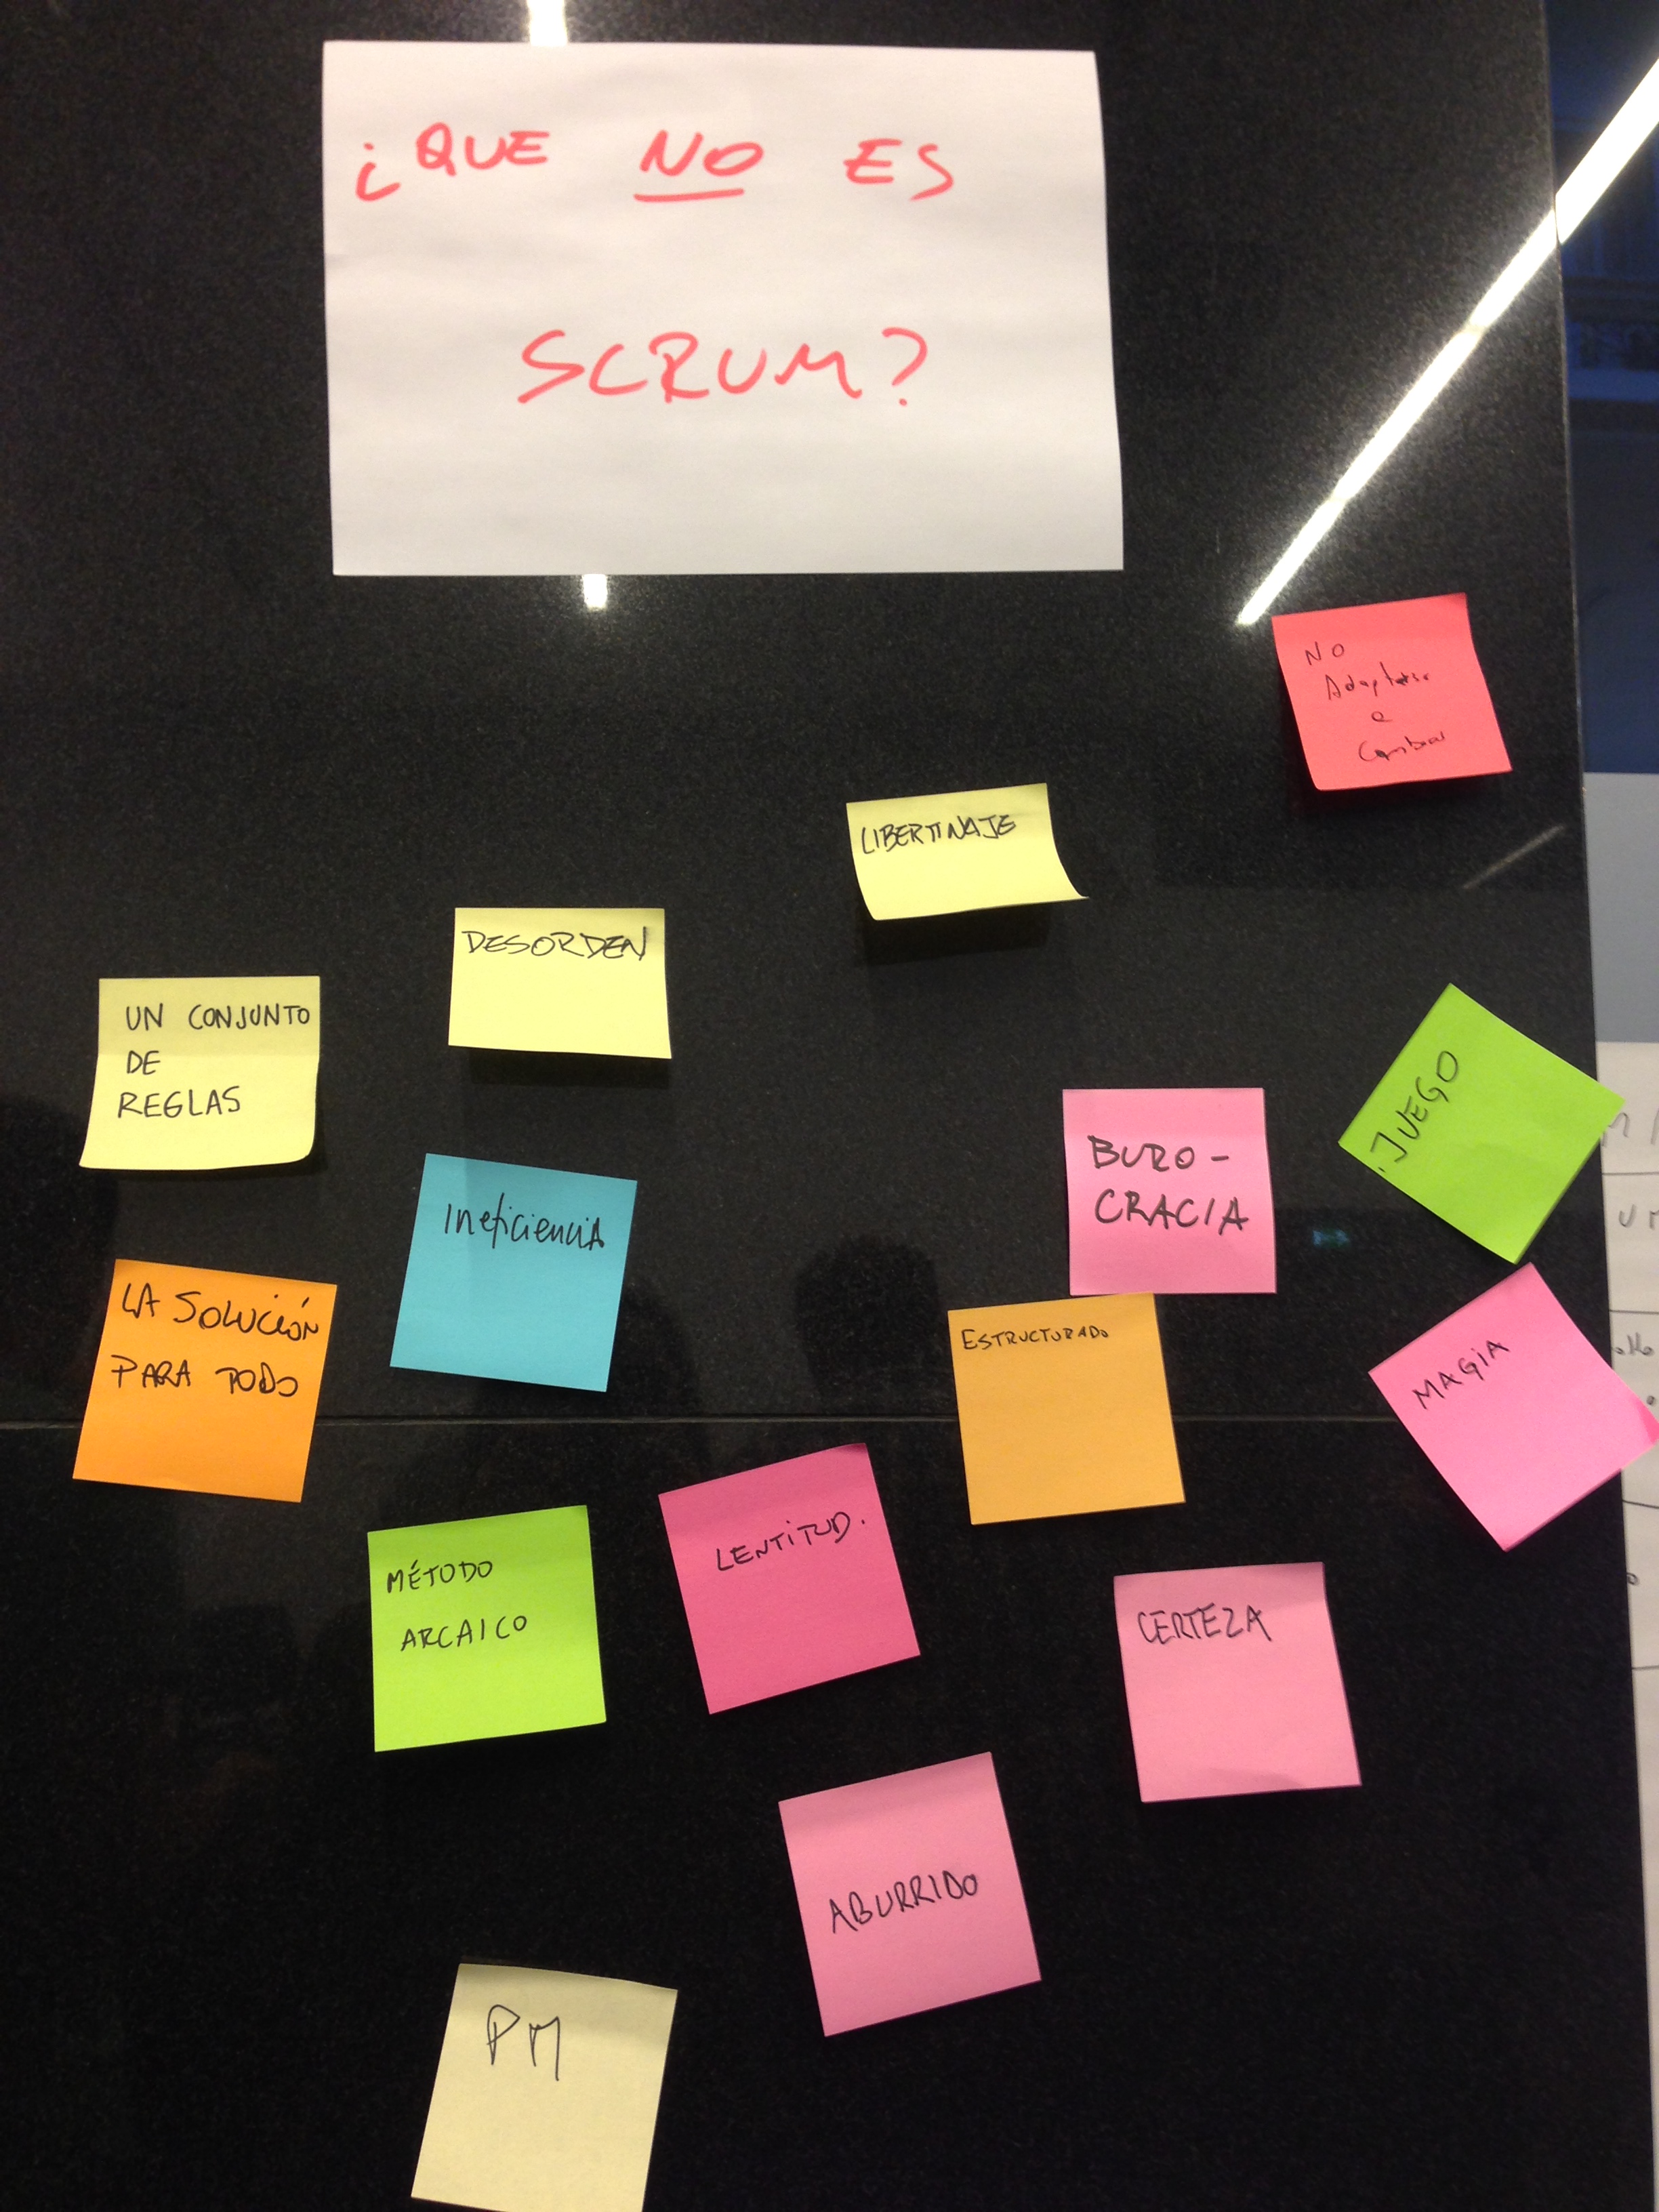 ¿QUE NO ES
SCRUM?
NO
Adaptarse
a
LIBERTINAJE
DESORDEN
UN CONJUNTO
DE
REGLAS
JUEGO
BURO-
CRACIA
Ineficiencia
LA SOLUCIÓN
PARA TODO
ESTRUCTURADO
MAGIA
LENTITUD.
MÉTODO
ARCAICO
CERTEZA
ABURRIDO
PM